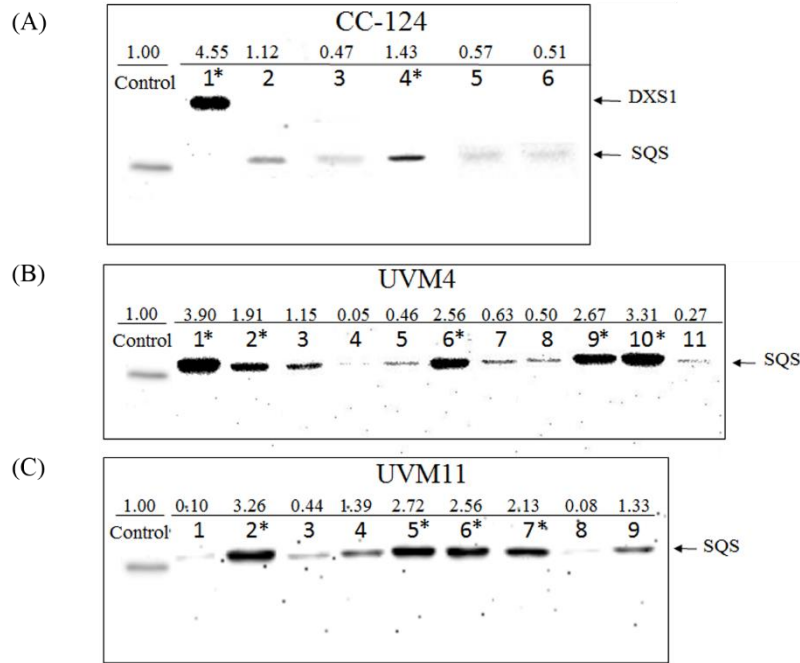 (A)
CC-124
1.00 4.55 1.12 0.47 1.43 0.57 0.51
Control 1* 2 3 4* 5 6
DXS1
SQS
(B)
UVM4
1.00 3.90 1.91 1.15 0.05 0.46 2.56 0.63 0.50 2.67 3.31 0.27
Control 1* 2* 3 4 5 6* 7 8 9* 10* 11
SQS
(C)
UVM11
1.00 0.10 3.26 0.44 1.39 2.72 2.56 2.13 0.08 1.33
Control 1 2* 3 4 5* 6* 7* 8 9
SQS